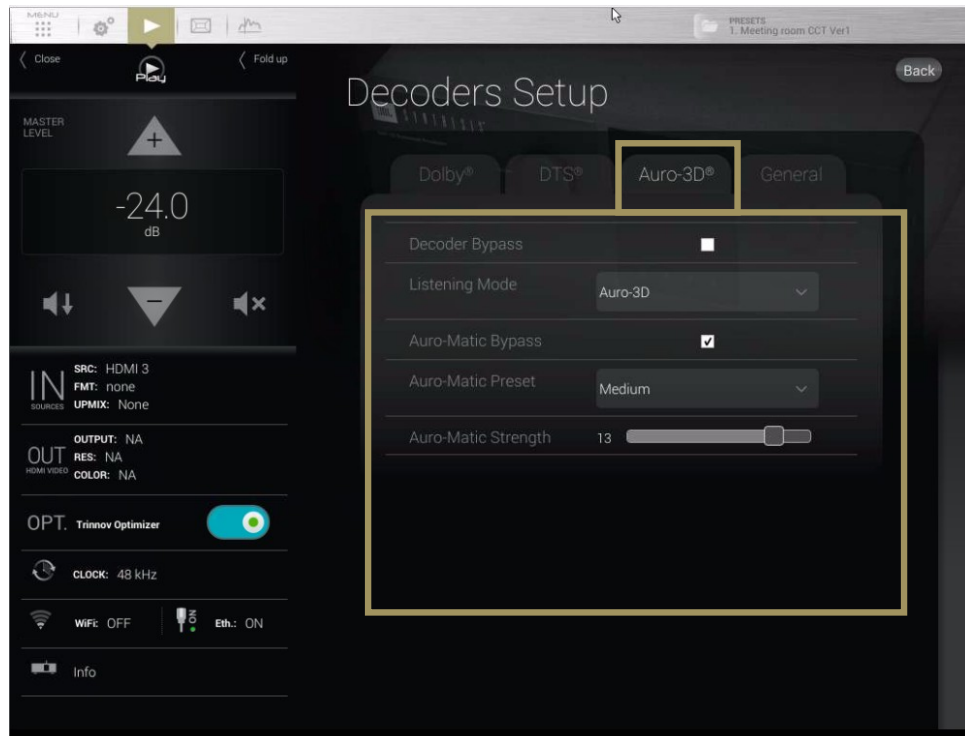 MENU
PRESETS
1. Meeting room CCT Ver1
Close
Play
Fold up
Back
Decoders Setup
MASTER
LEVEL
+
-24.0
dB
−
Dolby® DTS® Auro-3D® General
Decoder Bypass
Listening Mode Auro-3D
Auro-Matic Bypass
Auro-Matic Preset Medium
Auro-Matic Strength 13
IN
SOURCES
SRC: HDMI 3
FMT: none
UPMIX: None
OUT
HDMI VIDEO
OUTPUT: NA
RES: NA
COLOR: NA
OPT. Trinnov Optimizer
CLOCK: 48 kHz
WiFi: OFF ON Eth.: ON
Info